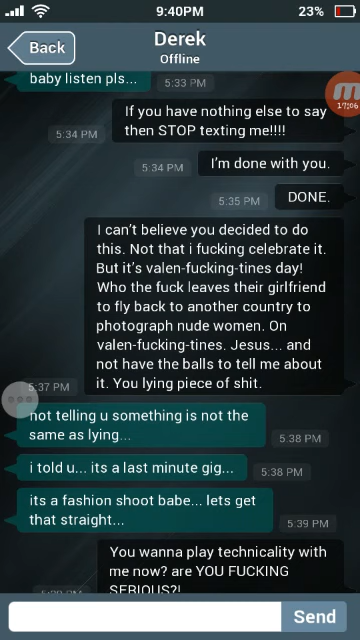 9:40PM
23%
Back
Derek
Offline
baby listen pls...
5:33 PM
17:06
If you have nothing else to say
then STOP texting me!!!!
5:34 PM
I'm done with you.
5:34 PM
DONE.
5:35 PM
I can't believe you decided to do
this. Not that i fucking celebrate it.
But it's valen-fucking-tines day!
Who the fuck leaves their girlfriend
to fly back to another country to
photograph nude women. On
valen-fucking-tines. Jesus... and
not have the balls to tell me about
it. You lying piece of shit.
5:37 PM
not telling u something is not the
same as lying...
5:38 PM
i told u... its a last minute gig...
5:38 PM
its a fashion shoot babe... lets get
that straight...
5:39 PM
You wanna play technicality with
me now? are YOU FUCKING
SERIOUS?!
Send